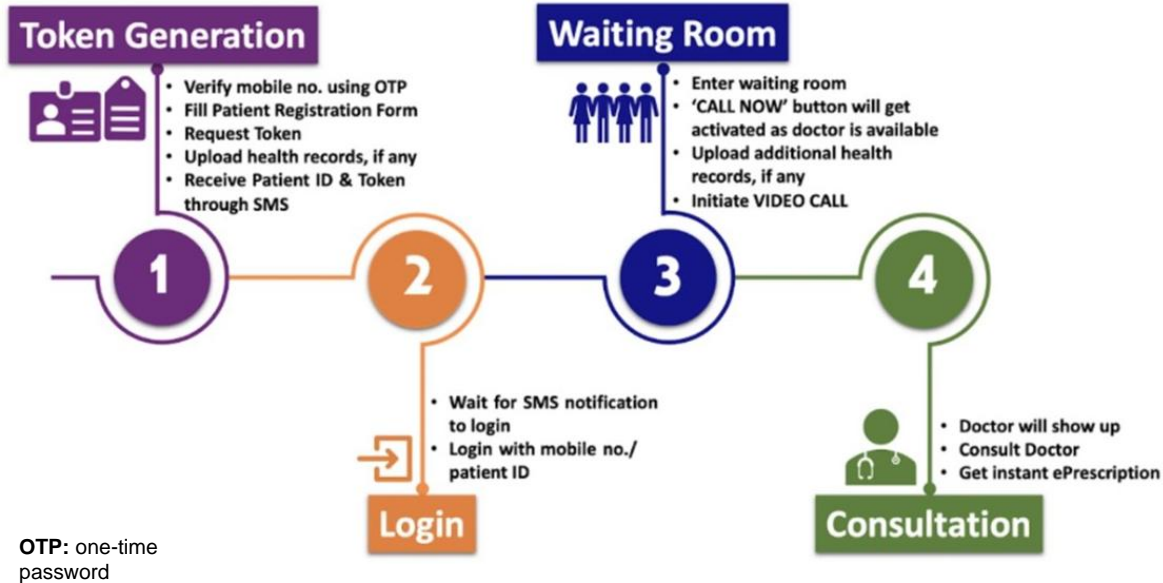 Token Generation
• Verify mobile no. using OTP
• Fill Patient Registration Form
• Request Token
• Upload health records, if any
• Receive Patient ID & Token
through SMS
1
2
• Wait for SMS notification
to login
• Login with mobile no./
patient ID
Login
Waiting Room
• Enter waiting room
• ‘CALL NOW’ button will get
activated as doctor is available
• Upload additional health
records, if any
• Initiate VIDEO CALL
3
4
• Doctor will show up
• Consult Doctor
• Get instant ePrescription
Consultation
OTP: one-time
password